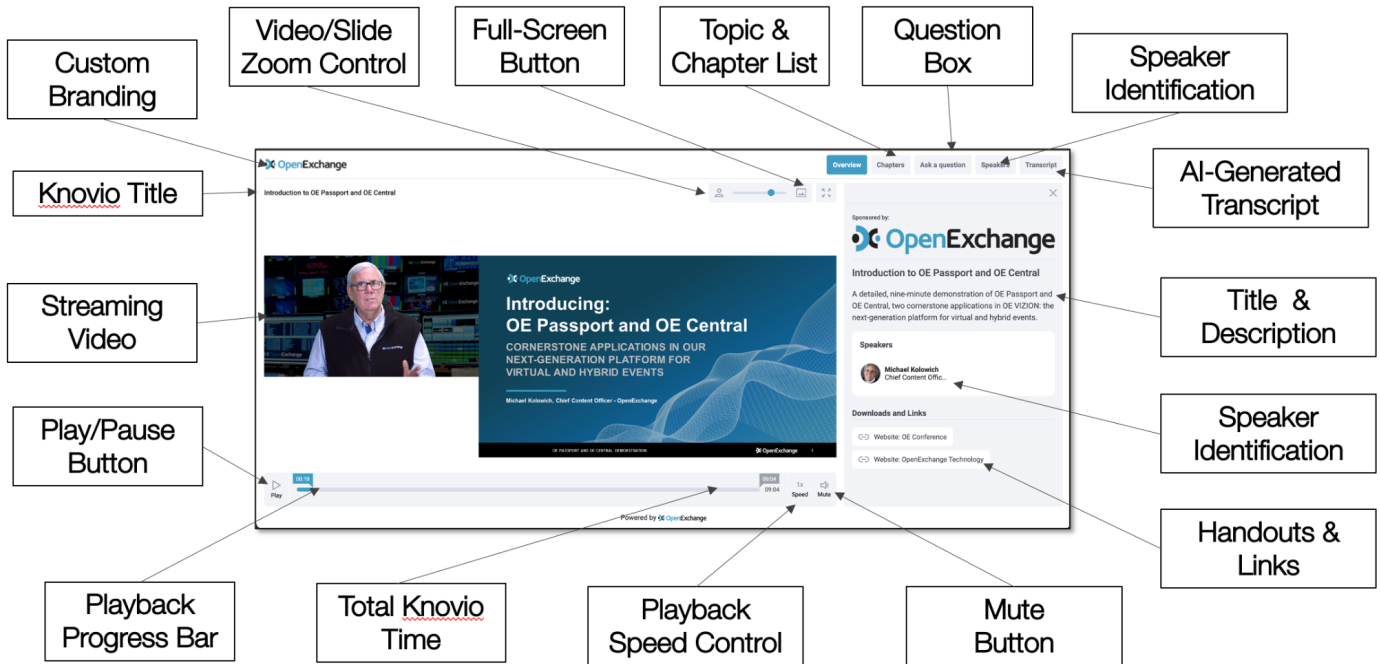 Video/Slide
Zoom Control
Full-Screen
Button
Topic &
Chapter List
Question
Box
Speaker
Identification
Custom
Branding
Knovio Title
Streaming
Video
Play/Pause
Button
OpenExchange
Overview
Chapters
Ask a question
Speakers
Transcript
Introduction to OE Passport and OE Central
OpenExchange
Introducing:
OE Passport and OE Central
CORNERSTONE APPLICATIONS IN OUR
NEXT-GENERATION PLATFORM FOR
VIRTUAL AND HYBRID EVENTS
Michael Kolowich, Chief Content Officer - OpenExchange
OE PASSPORT AND OE CENTRAL DEMONSTRATION
OpenExchange
1
Sponsored by:
OpenExchange
Introduction to OE Passport and OE Central
A detailed, nine-minute demonstration of OE Passport and
OE Central, two cornerstone applications in OE VIZION: the
next-generation platform for virtual and hybrid events.
Speakers
Michael Kolowich
Chief Content Offic...
Downloads and Links
Website: OE Conference
Website: OpenExchange Technology
Play
00:19
09:04
09:04
1x
Speed
Mute
Powered by OpenExchange
AI-Generated
Transcript
Title & 
Description
Speaker
Identification
Handouts &
Links
Playback
Progress Bar
Total Knovio
Time
Playback
Speed Control
Mute
Button